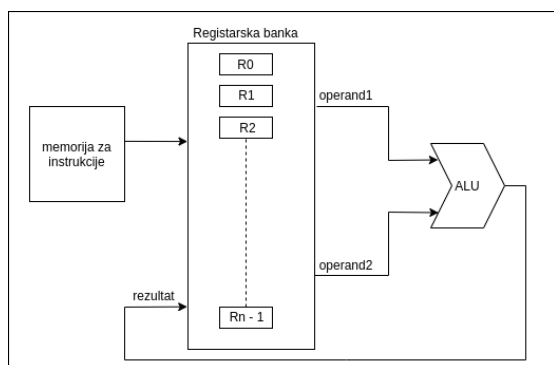 Registarska banka
R0
R1
R2
Rn - 1
memorija za
instrukcije
operand1
operand2
ALU
rezultat